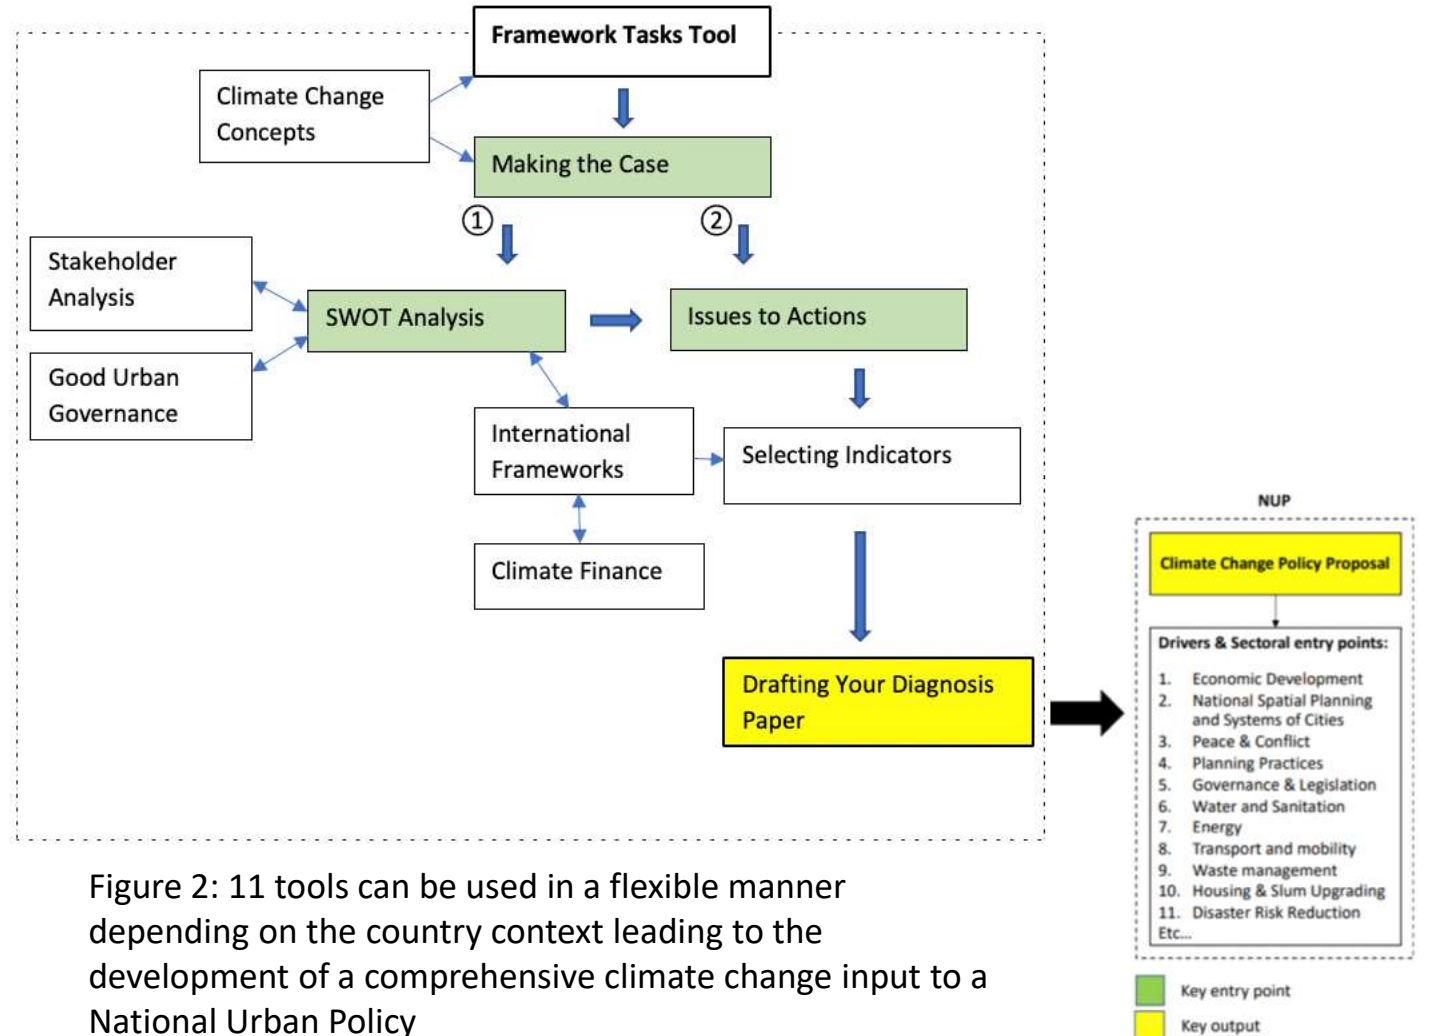 Framework Tasks Tool
Climate Change
Concepts
Making the Case
①
②
Stakeholder
Analysis
SWOT Analysis
Issues to Actions
Good Urban
Governance
International
Frameworks
Selecting Indicators
Climate Finance
Drafting Your Diagnosis
Paper
NUP
Climate Change Policy Proposal
Drivers & Sectoral entry points:
1. Economic Development
2. National Spatial Planning
and Systems of Cities
3. Peace & Conflict
4. Planning Practices
5. Governance & Legislation
6. Water and Sanitation
7. Energy
8. Transport and mobility
9. Waste management
10. Housing & Slum Upgrading
11. Disaster Risk Reduction
Etc...
Key entry point
Key output
Figure 2: 11 tools can be used in a flexible manner
depending on the country context leading to the
development of a comprehensive climate change input to a
National Urban Policy